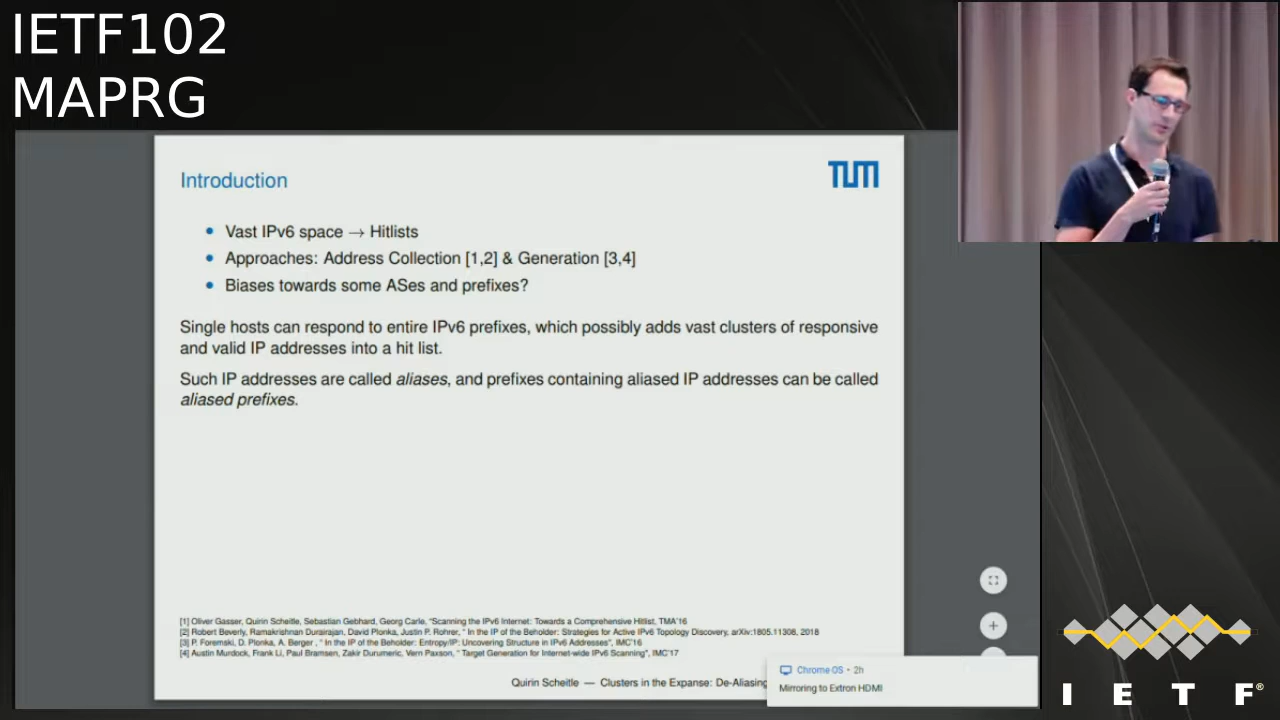 IETF102
MAPRG
Introduction
TUM
• Vast IPv6 space → Hitlists
• Approaches: Address Collection [1,2] & Generation [3,4]
• Biases towards some ASes and prefixes?
Single hosts can respond to entire IPv6 prefixes, which possibly adds vast clusters of responsive
and valid IP addresses into a hit list.
Such IP addresses are called aliases, and prefixes containing aliased IP addresses can be called
aliased prefixes.
[1] Oliver Gasser, Quirin Scheitle, Sebastian Gebhard, Georg Carle, "Scanning the IPv6 Internet: Towards a Comprehensive Hitlist, TMA'16
[2] Robert Beverly, Ramakrishnan Durairajan, David Plonka, Justin P. Rohrer, " In the IP of the Beholder: Strategies for Active IPv6 Topology Discovery, arXiv:1805.11308, 2018
[3] P. Foremski, D. Plonka, A. Berger , " In the IP of the Beholder: Entropy/IP: Uncovering Structure in IPv6 Addresses", IMC'16
[4] Austin Murdock, Frank Li, Paul Bramsen, Zakir Durumeric, Vern Paxson, " Target Generation for Internet-wide IPv6 Scanning", IMC'17
Quirin Scheitle — Clusters in the Expanse: De-Aliasing
Chrome OS • 2h
Mirroring to Extron HDMI
IETF®